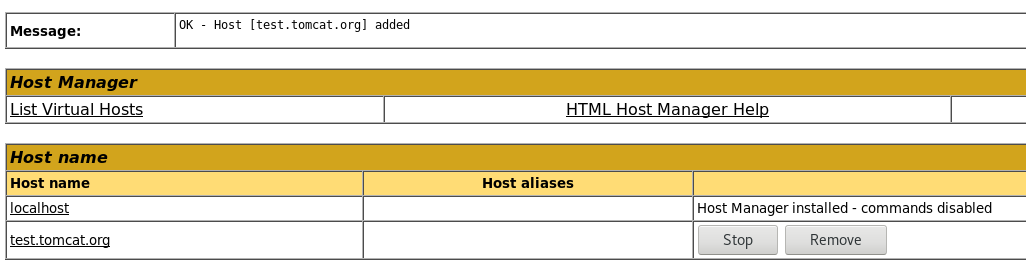 Message: OK - Host [test.tomcat.org] added
Host Manager
List Virtual Hosts HTML Host Manager Help
Host name
Host name Host aliases
localhost Host Manager installed - commands disabled
test.tomcat.org Stop Remove